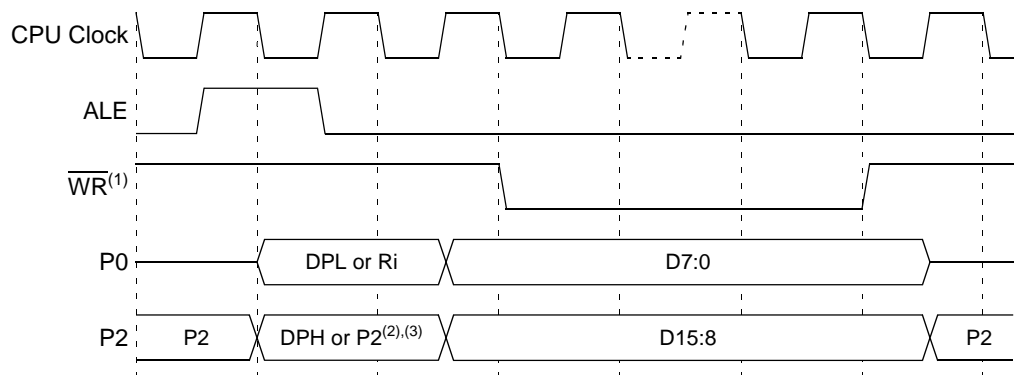 CPU Clock
ALE
WR(1)
P0 DPL or Ri D7:0
P2 P2 DPH or P2(2),(3) D15:8 P2